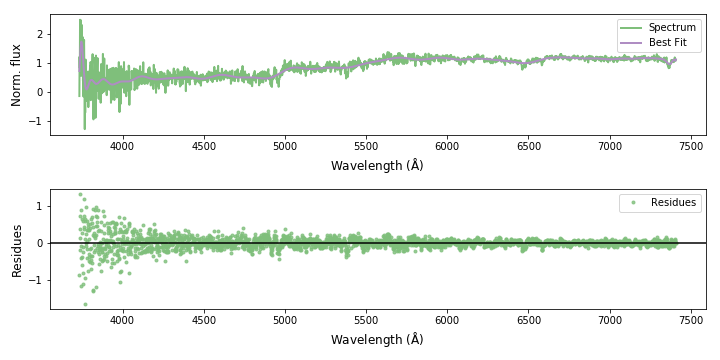 Norm. flux
2
1
0
−1
Spectrum
Best Fit
4000 4500 5000 5500 6000 6500 7000 7500
Wavelength (Å)
Residues
1
0
−1
Residues
4000 4500 5000 5500 6000 6500 7000 7500
Wavelength (Å)